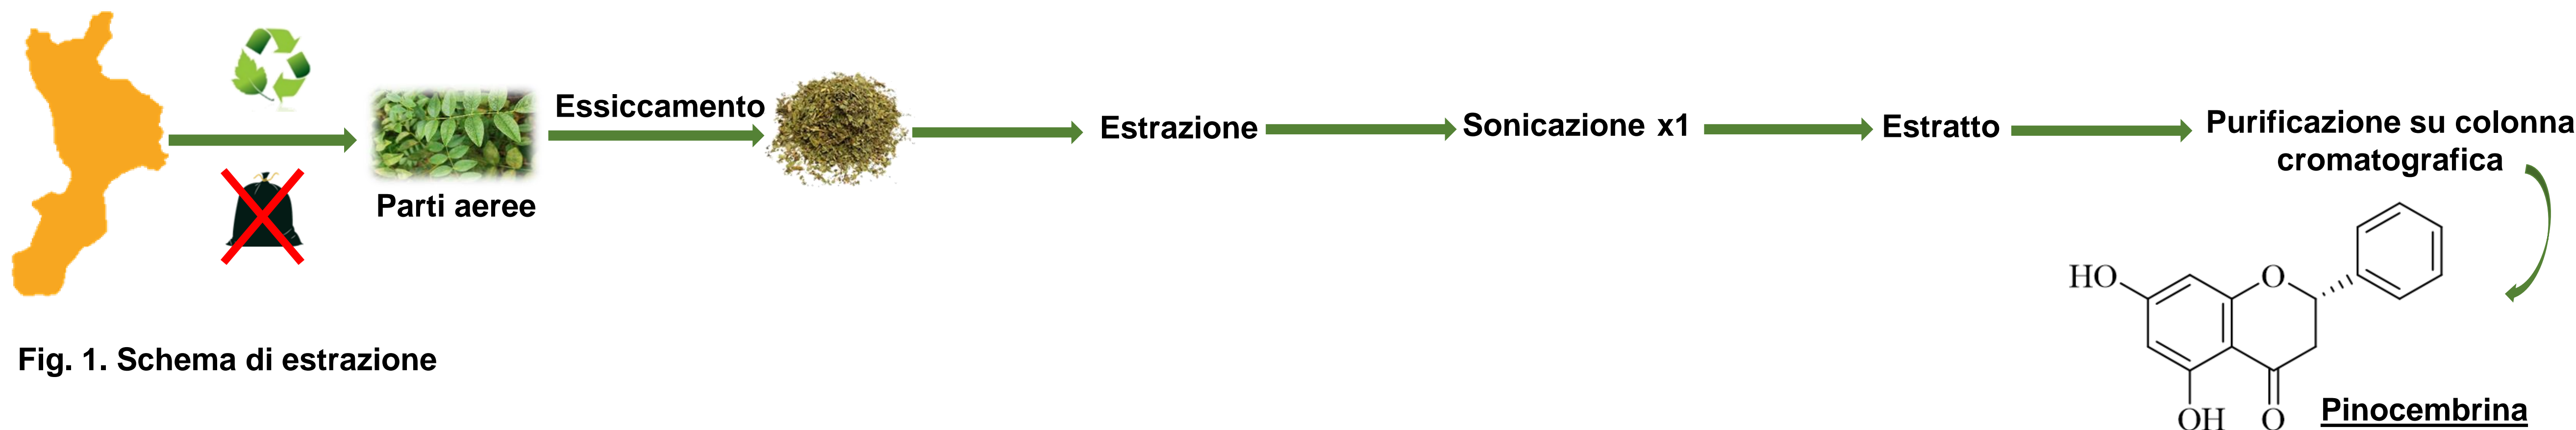 Essiccamento
Parti aeree
Estrazione
Sonicazione x1
Estratto
Purificazione su colonna
cromatografica
HO
O
OH
O
Pinocembrina
Fig. 1. Schema di estrazione